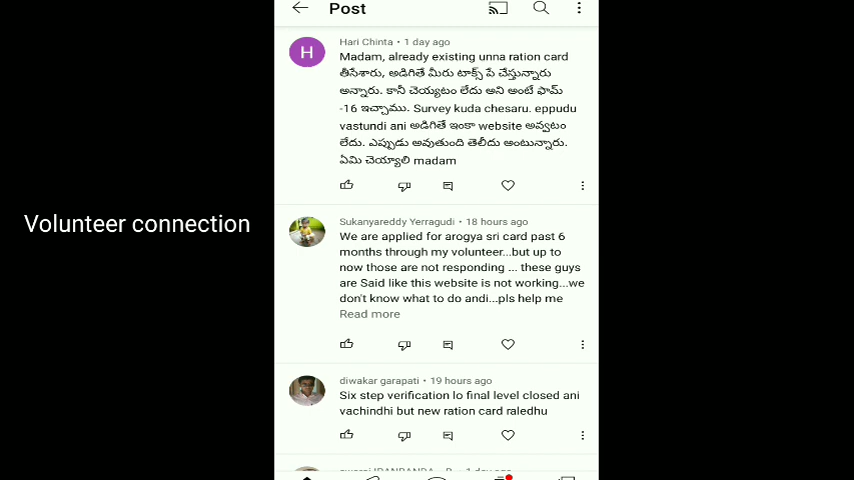 Post
Hari Chinta • 1 day ago
Madam, already existing unna ration card
తీసేశారు, అడిగితే మీరు టాక్స్ పే చేస్తున్నారు
అన్నారు. కానీ చెయ్యటం లేదు అని అంటే ఫామ్
-16 ఇచ్చాము. Survey kuda chesaru. eppudu
vastundi ani అడిగితే ఇంకా website అవ్వటం
లేదు. ఎప్పుడు అవుతుంది తెలీదు అంటున్నారు.
ఏమి చెయ్యాలి madam
Volunteer connection
Sukanyareddy Yerragudi • 18 hours ago
We are applied for arogya sri card past 6
months through my volunteer...but up to
now those are not responding ... these guys
are Said like this website is not working...we
don't know what to do andi...pls help me
Read more
diwakar garapati • 19 hours ago
Six step verification lo final level closed ani
vachindhi but new ration card raledhu